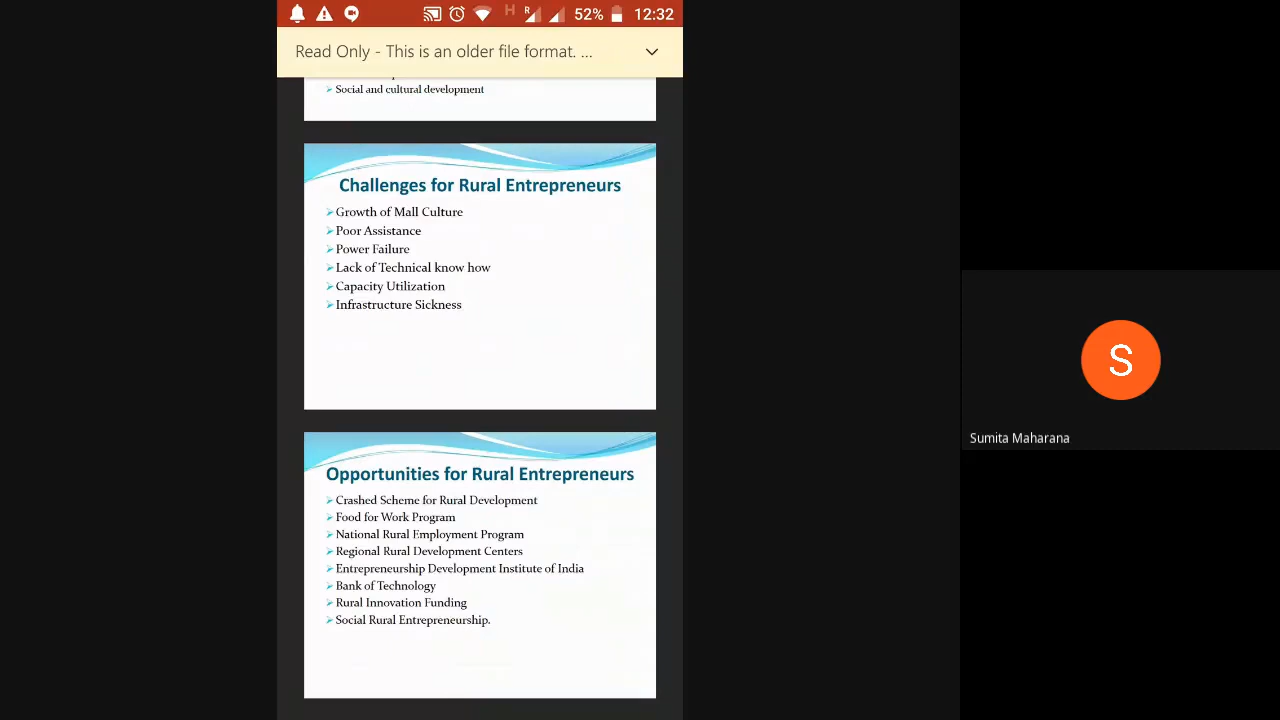 H R 52% 12:32
Read Only - This is an older file format. ...
Social and cultural development
Challenges for Rural Entrepreneurs
Growth of Mall Culture
Poor Assistance
Power Failure
Lack of Technical know how
Capacity Utilization
Infrastructure Sickness
Opportunities for Rural Entrepreneurs
Crashed Scheme for Rural Development
Food for Work Program
National Rural Employment Program
Regional Rural Development Centers
Entrepreneurship Development Institute of India
Bank of Technology
Rural Innovation Funding
Social Rural Entrepreneurship.
S
Sumita Maharana